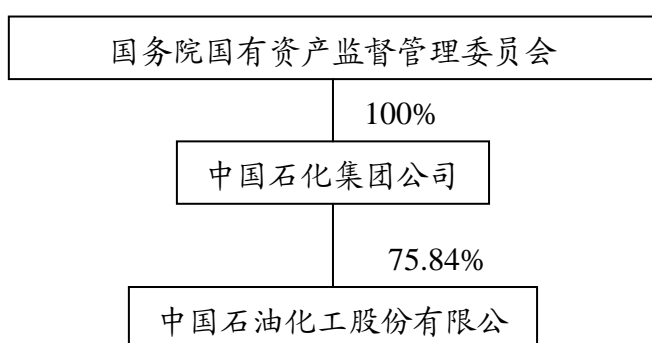 国务院国有资产监督管理委员会
100%
中国石化集团公司
75.84%
中国石油化工股份有限公